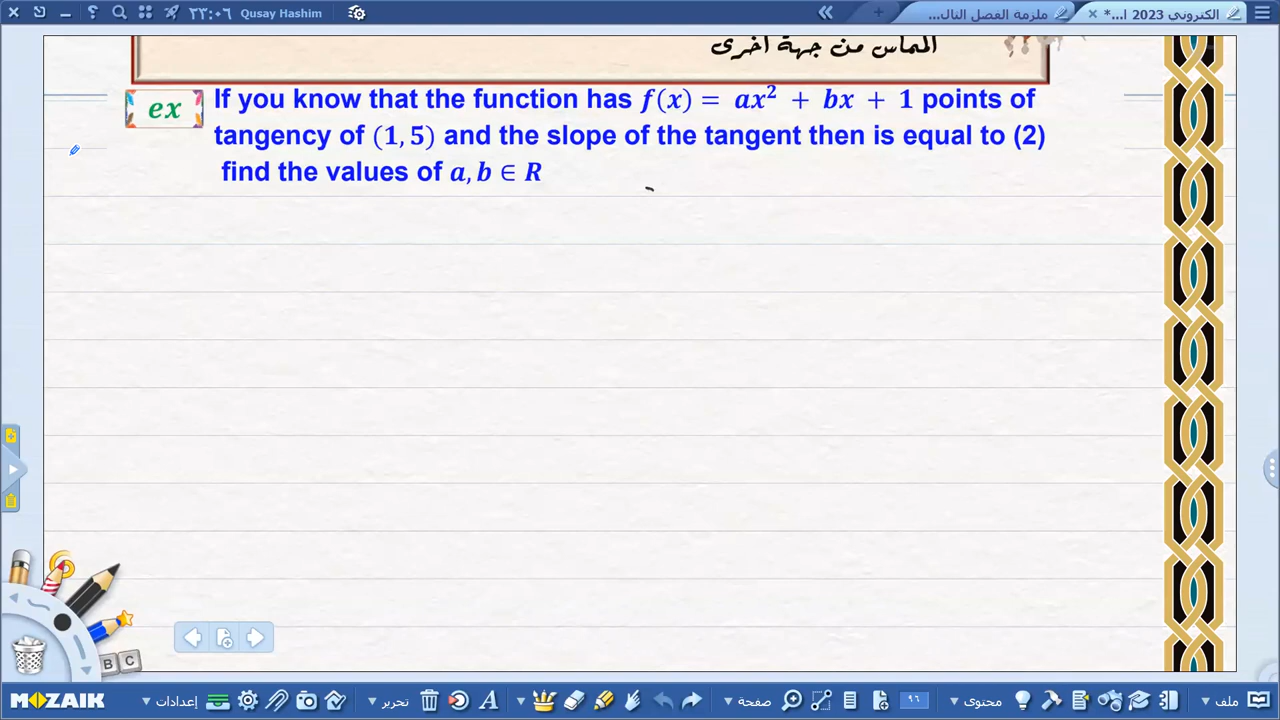 ٢٣:٠٦ Qusay Hashim
ملزمة الفصل التال...
الكتروني 2023 ا...*
المماس من جهة اخرى
ex
If you know that the function has f(x) = ax² + bx + 1 points of
tangency of (1, 5) and the slope of the tangent then is equal to (2)
find the values of a, b ∈ R
B C
MOZAIK
إعدادات
تحرير
صفحة
٩٦
محتوى
ملف